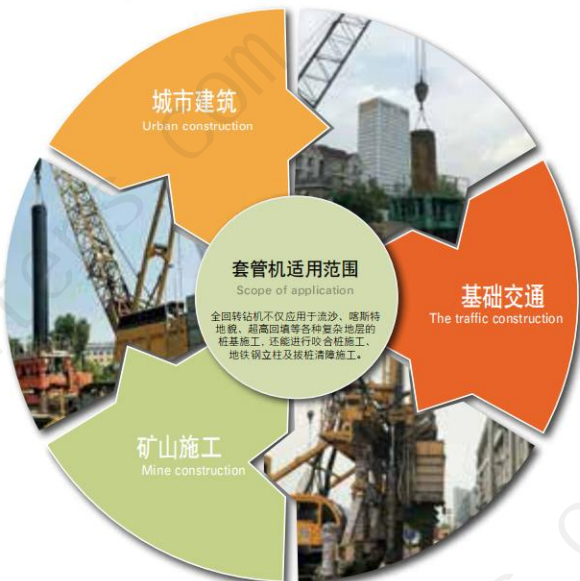 城市建筑
Urban construction
套管机适用范围
Scope of application
全回转钻机不仅应用于流沙、喀斯特
地貌、超高回填等各种复杂地层的
桩基施工，还能进行咬合桩施工、
地铁钢立柱及拔桩清障施工。
基础交通
The traffic construction
矿山施工
Mine construction